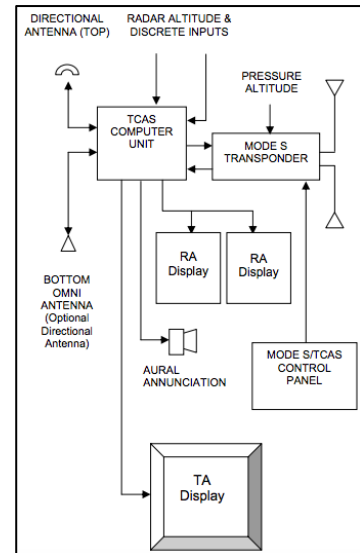 DIRECTIONAL
ANTENNA (TOP)
RADAR ALTITUDE &
DISCRETE INPUTS
PRESSURE
ALTITUDE
TCAS
COMPUTER
UNIT
MODE S
TRANSPONDER
RA
Display
RA
Display
BOTTOM
OMNI
ANTENNA
(Optional
Directional
Antenna)
AURAL
ANNUNCIATION
MODE S/TCAS
CONTROL
PANEL
TA
Display